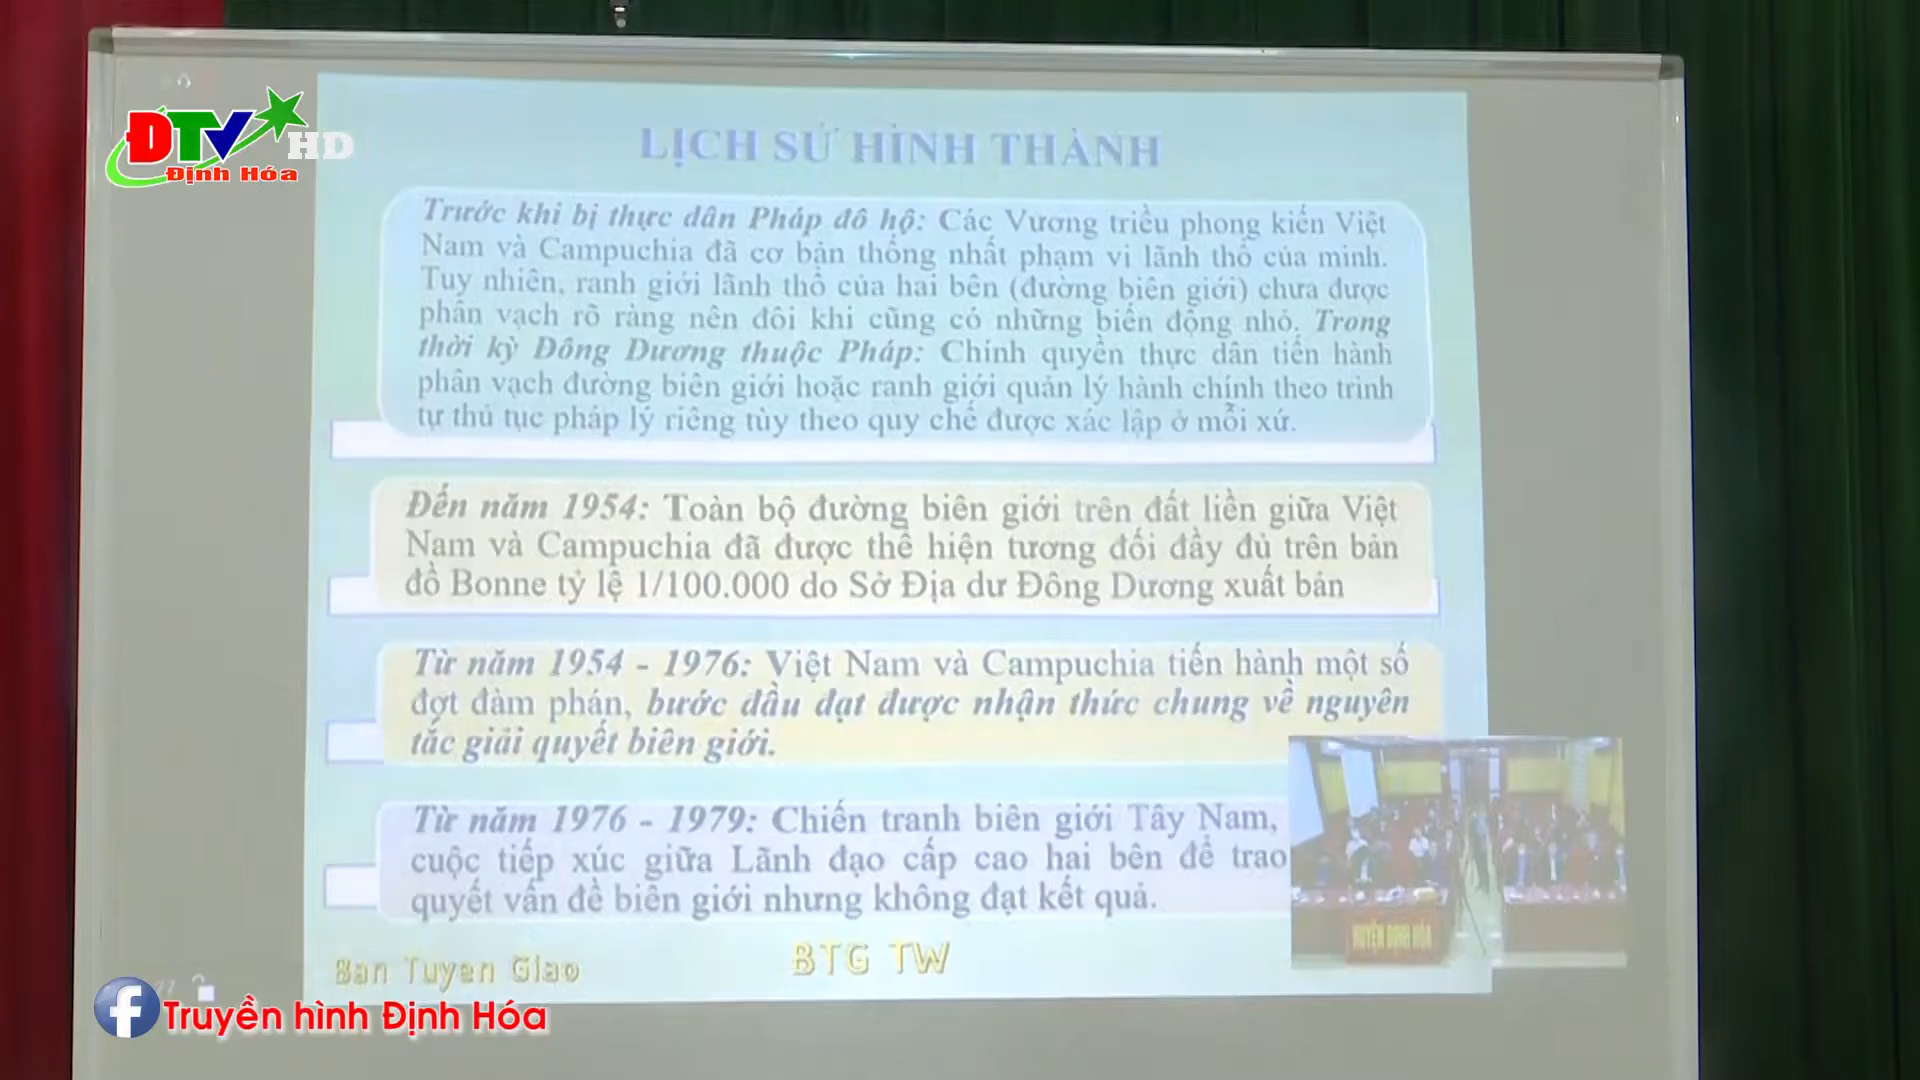 ĐTV HD
Định Hóa
LỊCH SỬ HÌNH THÀNH
Trước khi bị thực dân Pháp đô hộ: Các Vương triều phong kiến Việt
Nam và Campuchia đã cơ bản thống nhất phạm vi lãnh thổ của mình.
Tuy nhiên, ranh giới lãnh thổ của hai bên (đường biên giới) chưa được
phân vạch rõ ràng nên đôi khi cũng có những biến động nhỏ. Trong
thời kỳ Đông Dương thuộc Pháp: Chính quyền thực dân tiến hành
phân vạch đường biên giới hoặc ranh giới quản lý hành chính theo trình
tự thủ tục pháp lý riêng tùy theo quy chế được xác lập ở mỗi xứ.
Đến năm 1954: Toàn bộ đường biên giới trên đất liền giữa Việt
Nam và Campuchia đã được thể hiện tương đối đầy đủ trên bản
đồ Bonne tỷ lệ 1/100.000 do Sở Địa dư Đông Dương xuất bản
Từ năm 1954 - 1976: Việt Nam và Campuchia tiến hành một số
đợt đàm phán, bước đầu đạt được nhận thức chung về nguyên
tắc giải quyết biên giới.
Từ năm 1976 - 1979: Chiến tranh biên giới Tây Nam,
cuộc tiếp xúc giữa Lãnh đạo cấp cao hai bên để trao
quyết vấn đề biên giới nhưng không đạt kết quả.
HUYỆN ĐỊNH HÓA
Ban Tuyen Giao
BTG TW
Truyền hình Định Hóa